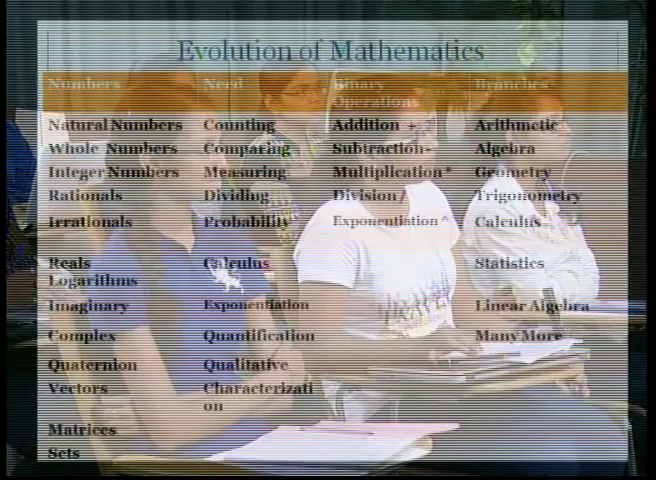 Evolution of Mathematics
Numbers Need Binary Operations Branches
Natural Numbers Counting Addition + Arithmetic
Whole Numbers Comparing Subtraction- Algebra
Integer Numbers Measuring Multiplication* Geometry
Rationals Dividing Division/ Trigonometry
Irrationals Probability Exponentiation^ Calculus
Reals Calculus Statistics
Logarithms
Imaginary Exponentiation Linear Algebra
Complex Quantification Many More
Quaternion Qualitative
Vectors Characterizati
on
Matrices
Sets